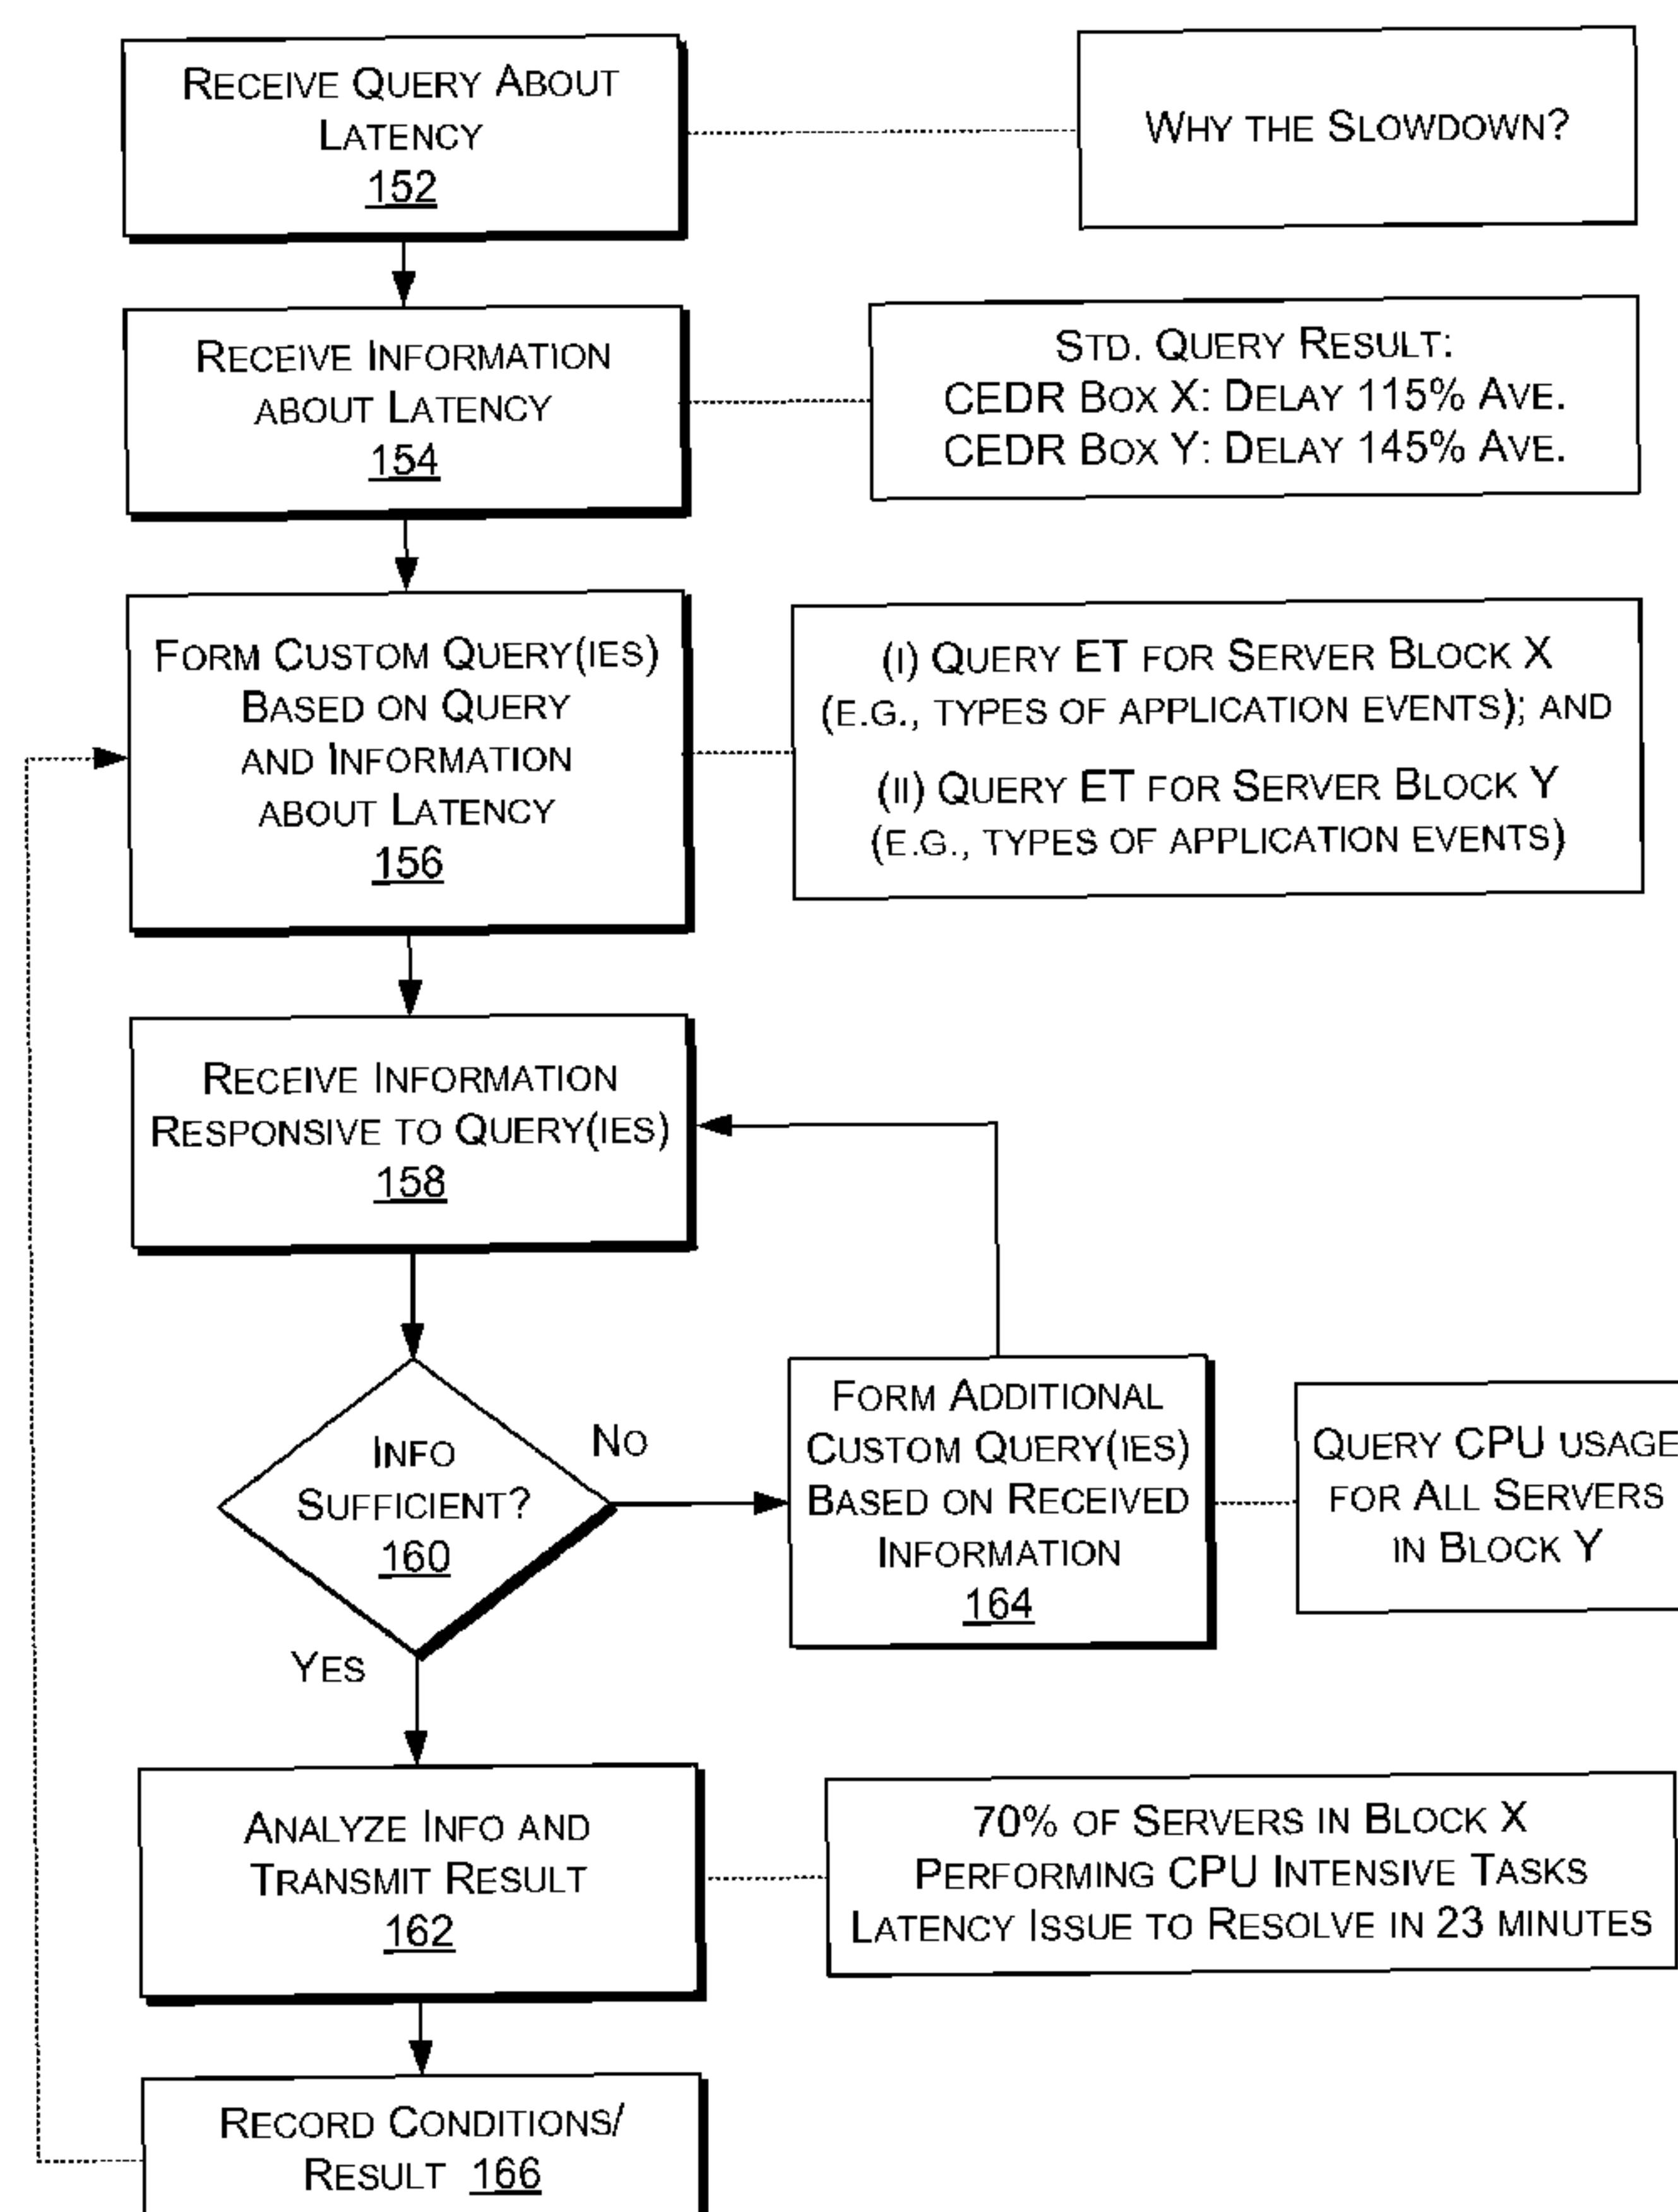 RECEIVE QUERY ABOUT
LATENCY
152
WHY THE SLOWDOWN?
RECEIVE INFORMATION
ABOUT LATENCY
154
STD. QUERY RESULT:
CEDR BOX X: DELAY 115% AVE.
CEDR BOX Y: DELAY 145% AVE.
FORM CUSTOM QUERY(IES)
BASED ON QUERY
AND INFORMATION
ABOUT LATENCY
156
(I) QUERY ET FOR SERVER BLOCK X
(E.G., TYPES OF APPLICATION EVENTS); AND
(II) QUERY ET FOR SERVER BLOCK Y
(E.G., TYPES OF APPLICATION EVENTS)
RECEIVE INFORMATION
RESPONSIVE TO QUERY(IES)
158
INFO
SUFFICIENT?
160
NO
YES
FORM ADDITIONAL
CUSTOM QUERY(IES)
BASED ON RECEIVED
INFORMATION
164
QUERY CPU USAGE
FOR ALL SERVERS
IN BLOCK Y
ANALYZE INFO AND
TRANSMIT RESULT
162
70% OF SERVERS IN BLOCK X
PERFORMING CPU INTENSIVE TASKS
LATENCY ISSUE TO RESOLVE IN 23 MINUTES
RECORD CONDITIONS/
RESULT 166